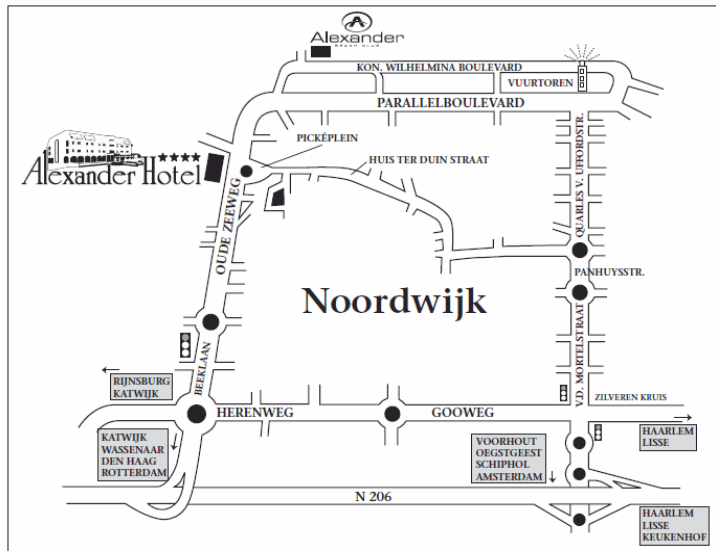 Alexander
BEACH CLUB
KON. WILHELMINA BOULEVARD
VUURTOREN
PARALLELBOULEVARD
PICKÉPLEIN
HUIS TER DUIN STRAAT
QUARLES V. UFFORDSTR.
Alexander Hotel
OUDE ZEEWEG
PANHUYSSTR.
Noordwijk
V.D. MORTELSTRAAT
BEEKLAAN
RIJNSBURG
KATWIJK
ZILVEREN KRUIS
HERENWEG
GOOWEG
KATWIJK
WASSENAAR
DEN HAAG
ROTTERDAM
VOORHOUT
OEGSTGEEST
SCHIPHOL
AMSTERDAM
HAARLEM
LISSE
N 206
HAARLEM
LISSE
KEUKENHOF